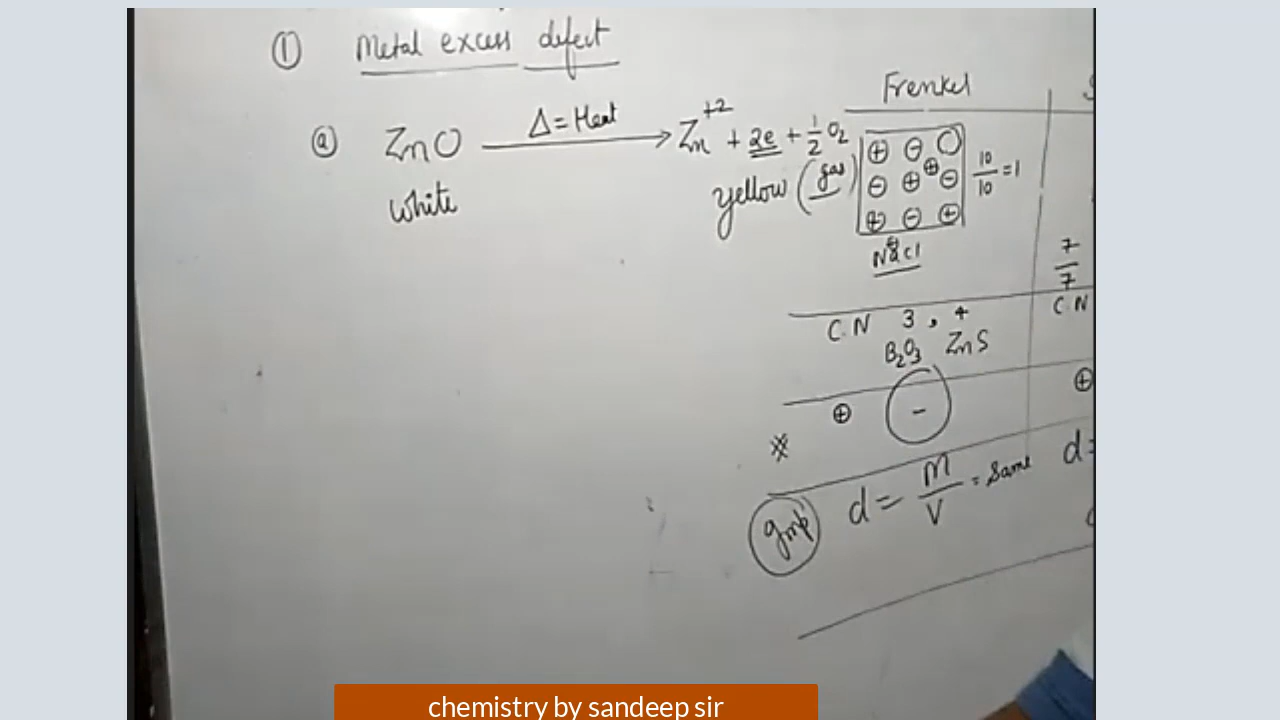 ① Metal excess defect
ⓐ ZnO Δ = Heat → Zn+2 + 2e + 1/2 O2
white
yellow (gas)
Frenkel
⊕ ⊖ ◯
⊖ ⊕ ⊕ ⊖
⊕ ⊖ ⊕
10/10 = 1
NaCl
7/7
C.N 3, 4
C.N
B2O3 ZnS
⊕ -
⊕
Imp d = M/V = Same
d =
chemistry by sandeep sir